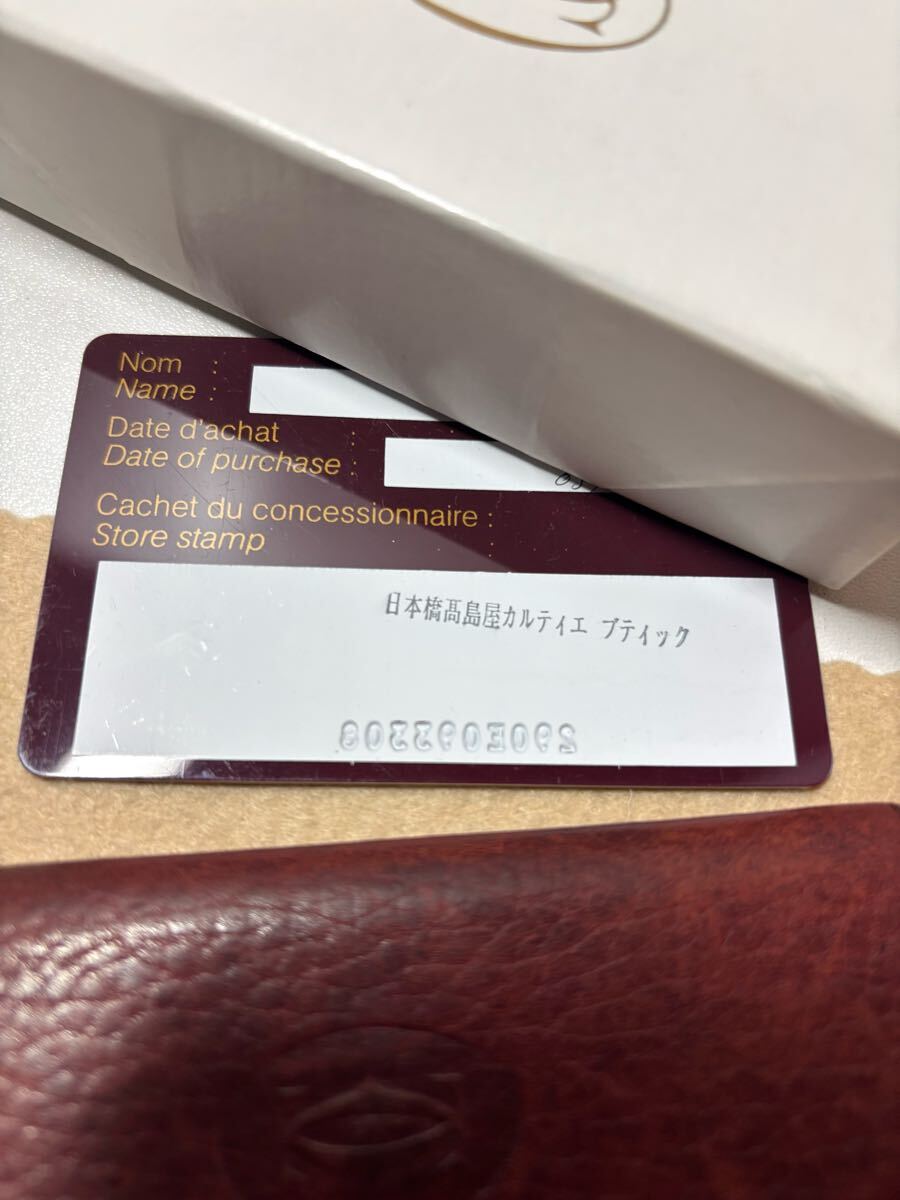 Nom :
Name :
Date d'achat :
Date of purchase :
Cachet du concessionnaire :
Store stamp
日本橋髙島屋カルティエ ブティック